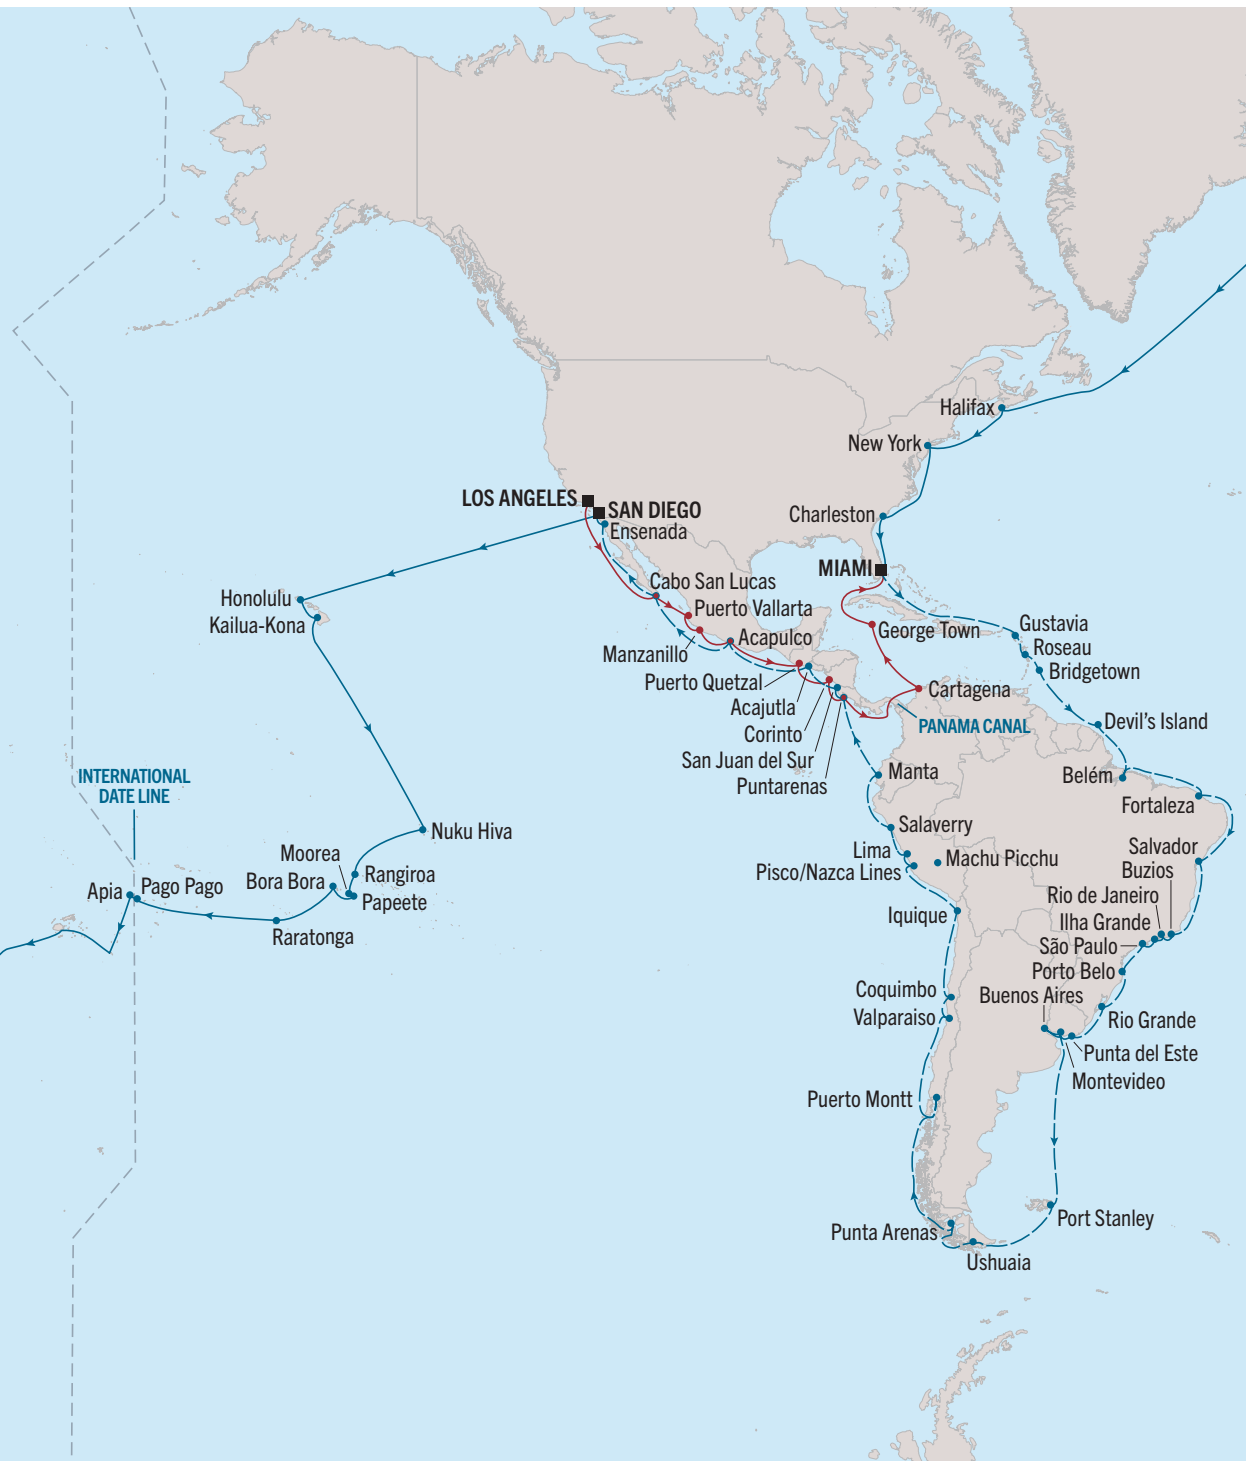 Halifax
New York
LOS ANGELES
SAN DIEGO
Charleston
Ensenada
MIAMI
Cabo San Lucas
Honolulu
Puerto Vallarta
Kailua-Kona
Gustavia
George Town
Acapulco
Roseau
Manzanillo
Bridgetown
Puerto Quetzal
Cartagena
Acajutla
Devil's Island
PANAMA CANAL
Corinto
San Juan del Sur
Manta
Belém
INTERNATIONAL
DATE LINE
Puntarenas
Fortaleza
Salaverry
Nuku Hiva
Salvador
Moorea
Lima
Machu Picchu
Pisco/Nazca Lines
Buzios
Rangiroa
Bora Bora
Pago Pago
Apia
Rio de Janeiro
Papeete
Iquique
Ilha Grande
Raratonga
São Paulo
Porto Belo
Coquimbo
Buenos Aires
Valparaiso
Rio Grande
Punta del Este
Montevideo
Puerto Montt
Port Stanley
Punta Arenas
Ushuaia